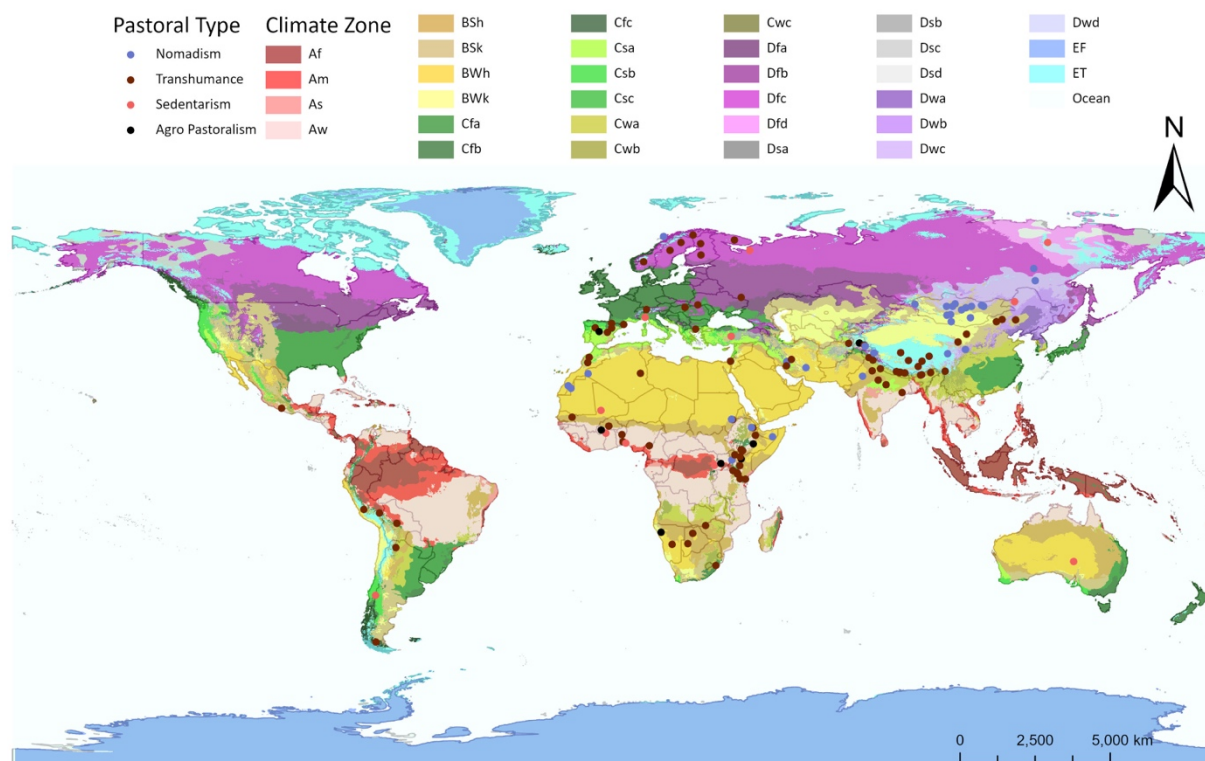 Pastoral Type
Nomadism
Transhumance
Sedentarism
Agro Pastoralism
Climate Zone
Af
Am
As
Aw
BSh
BSk
BWh
BWk
Cfa
Cfb
Cfc
Csa
Csb
Csc
Cwa
Cwb
Cwc
Dfa
Dfb
Dfc
Dfd
Dsa
Dsb
Dsc
Dsd
Dwa
Dwb
Dwc
Dwd
EF
ET
Ocean
N
0 2,500 5,000 km